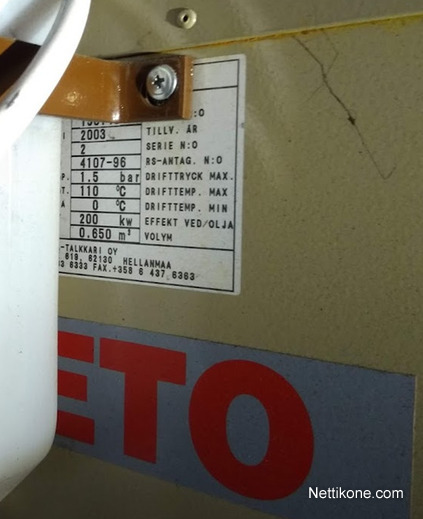 N:O
2003 TILLV. ÅR
2 SERIE N:O
4107-96 RS-ANTAG. N:O
1.5 bar DRIFTTRYCK MAX.
110 °C DRIFTTEMP. MAX
0 °C DRIFTTEMP. MIN
200 kw EFFEKT VED/OLJA
0.650 m³ VOLYM
-TALKKARI OY
619, 62130 HELLANMAA
6333 FAX.+358 6 437 6363
ETO
Nettikone.com